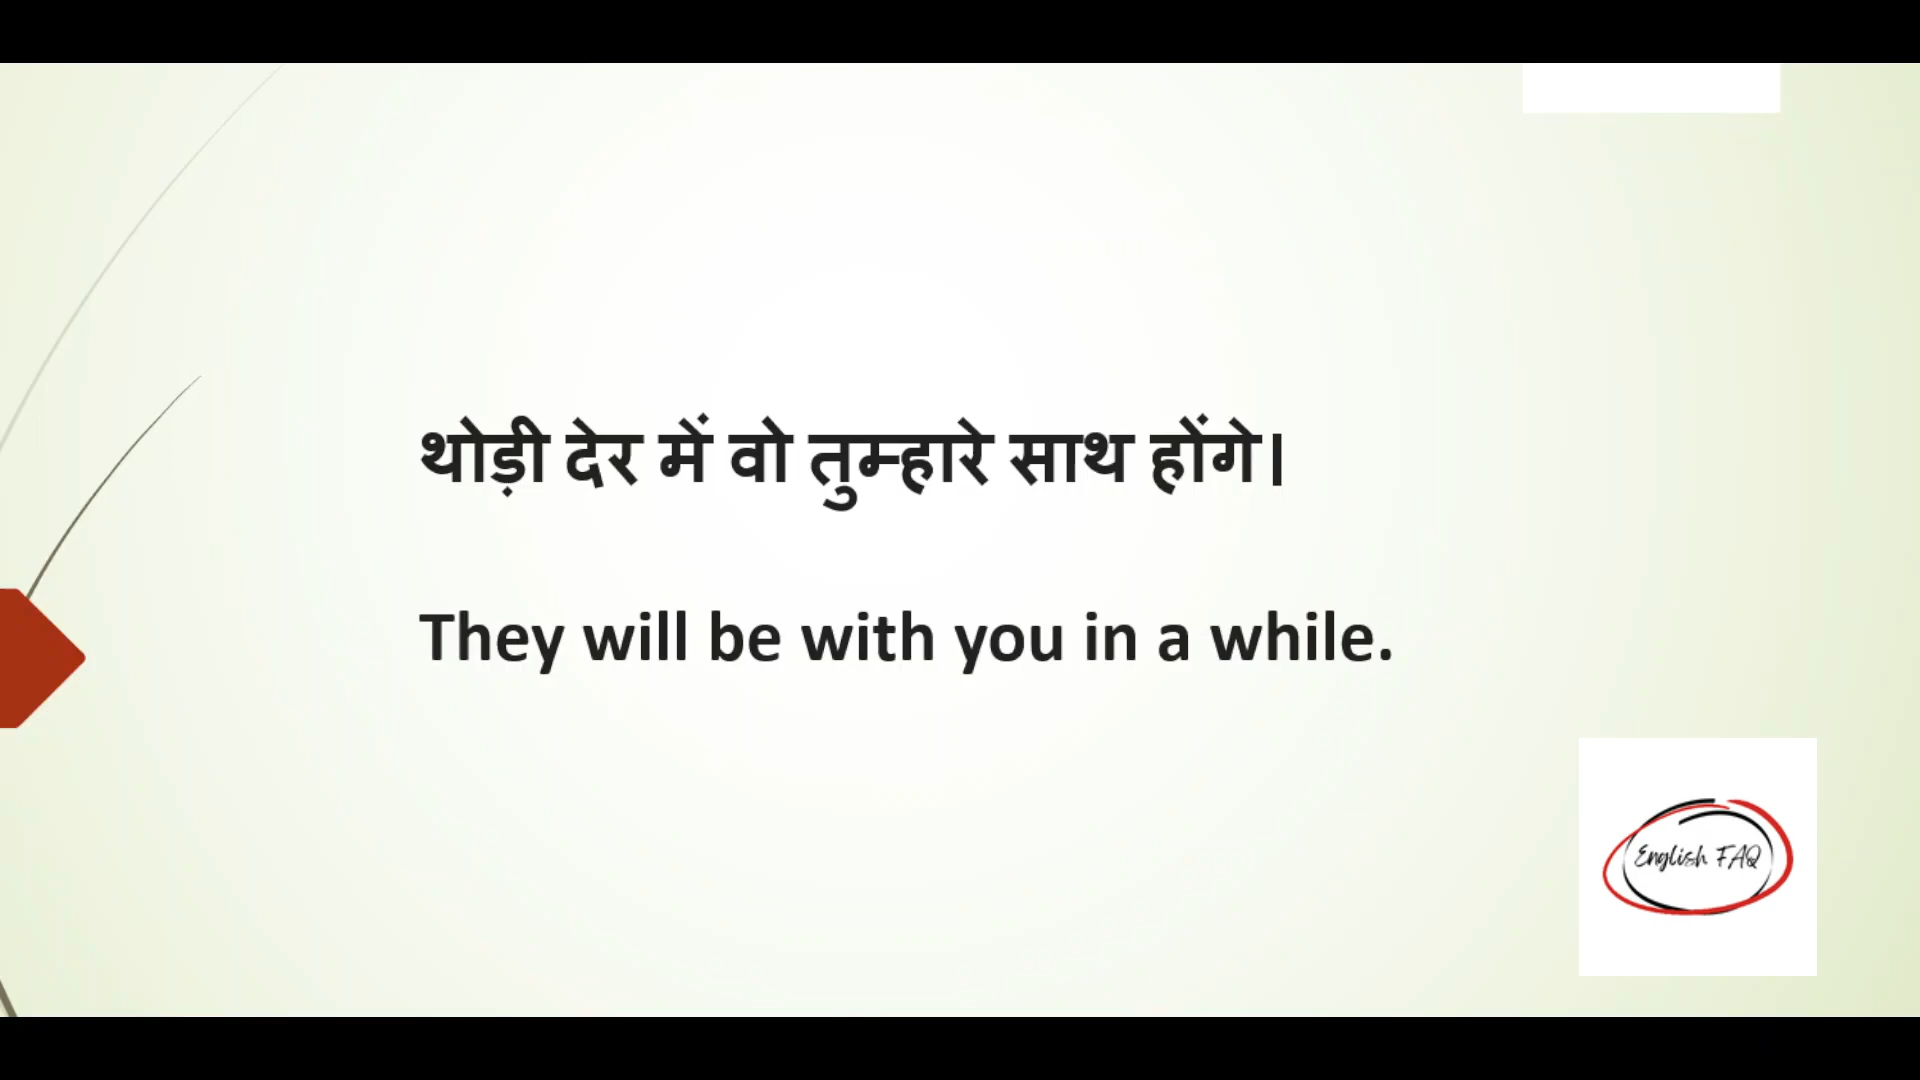 थोड़ी देर में वो तुम्हारे साथ होंगे।
They will be with you in a while.
English FAQ